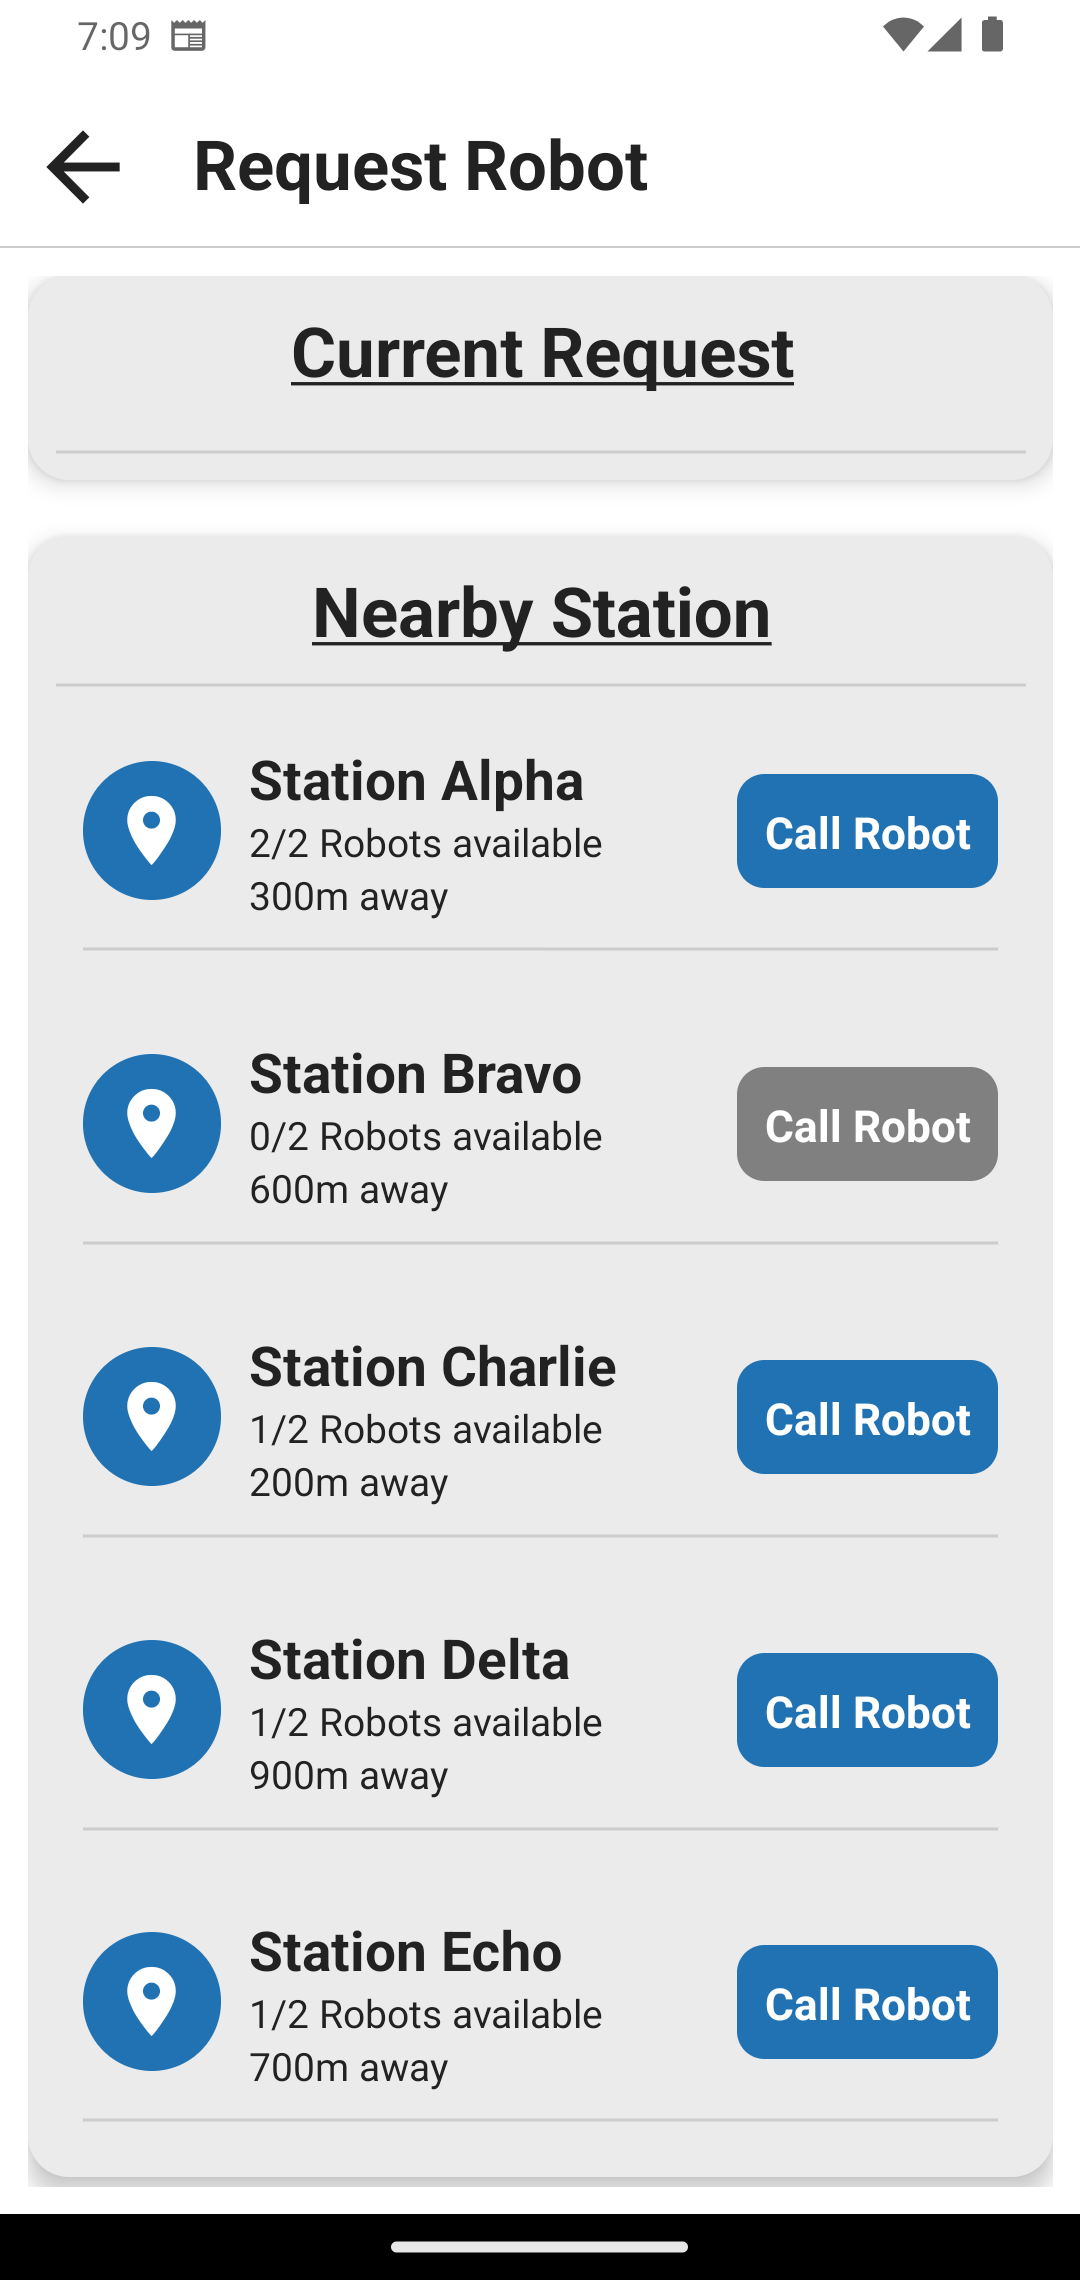 7:09
Request Robot
Current Request
Nearby Station
Station Alpha
2/2 Robots available
300m away
Call Robot
Station Bravo
0/2 Robots available
600m away
Call Robot
Station Charlie
1/2 Robots available
200m away
Call Robot
Station Delta
1/2 Robots available
900m away
Call Robot
Station Echo
1/2 Robots available
700m away
Call Robot